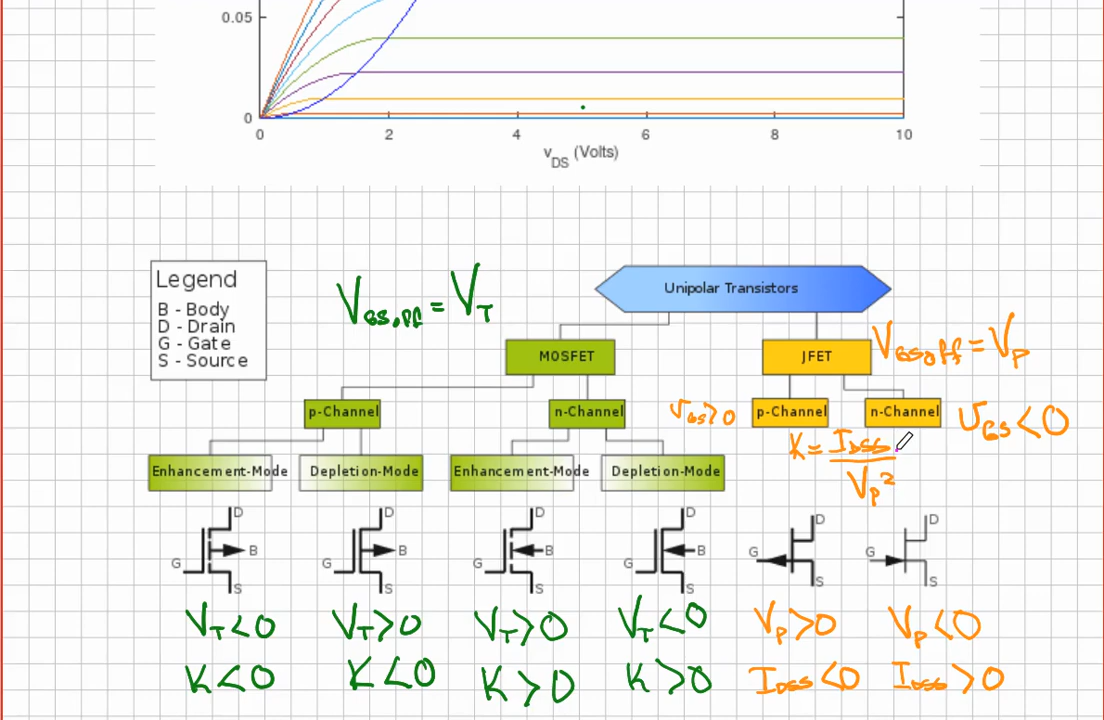 0.05
0
0 2 4 6 8 10
vDS (Volts)
Legend
B - Body
D - Drain
G - Gate
S - Source
VGS,off = VT
Unipolar Transistors
MOSFET
JFET
VGSoff = VP
p-Channel
n-Channel
vGS>0
p-Channel
n-Channel
vGS<0
K = IDSS
VP²
Enhancement-Mode
Depletion-Mode
Enhancement-Mode
Depletion-Mode
D D D D D D
G B G B G B G B G G
S S S S S S
VT<0 VT>0 VT>0 VT<0 VP>0 VP<0
K<0 K<0 K>0 K>0 IDSS<0 IDSS>0